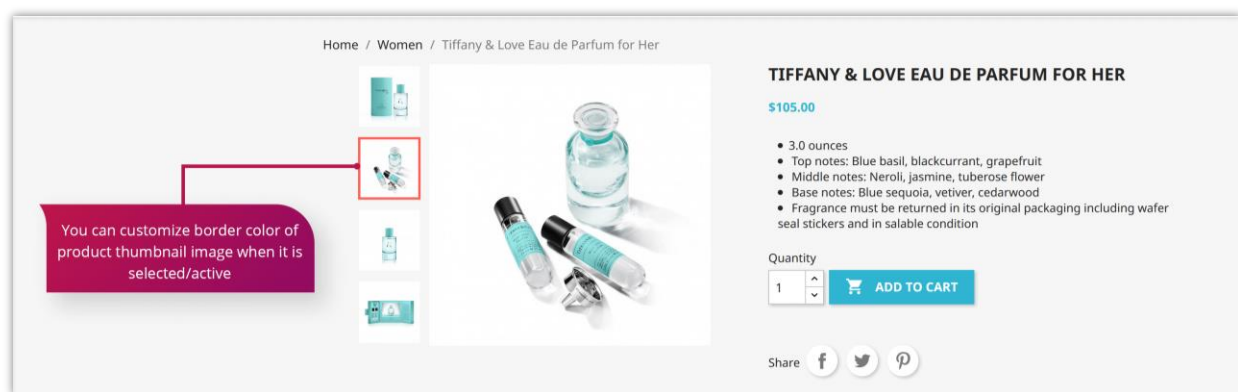 Home / Women / Tiffany & Love Eau de Parfum for Her
TIFFANY & LOVE EAU DE PARFUM FOR HER
$105.00
• 3.0 ounces
• Top notes: Blue basil, blackcurrant, grapefruit
• Middle notes: Neroli, jasmine, tuberose flower
• Base notes: Blue sequoia, vetiver, cedarwood
• Fragrance must be returned in its original packaging including wafer
seal stickers and in salable condition
You can customize border color of
product thumbnail image when it is
selected/active
Quantity
1
ADD TO CART
Share